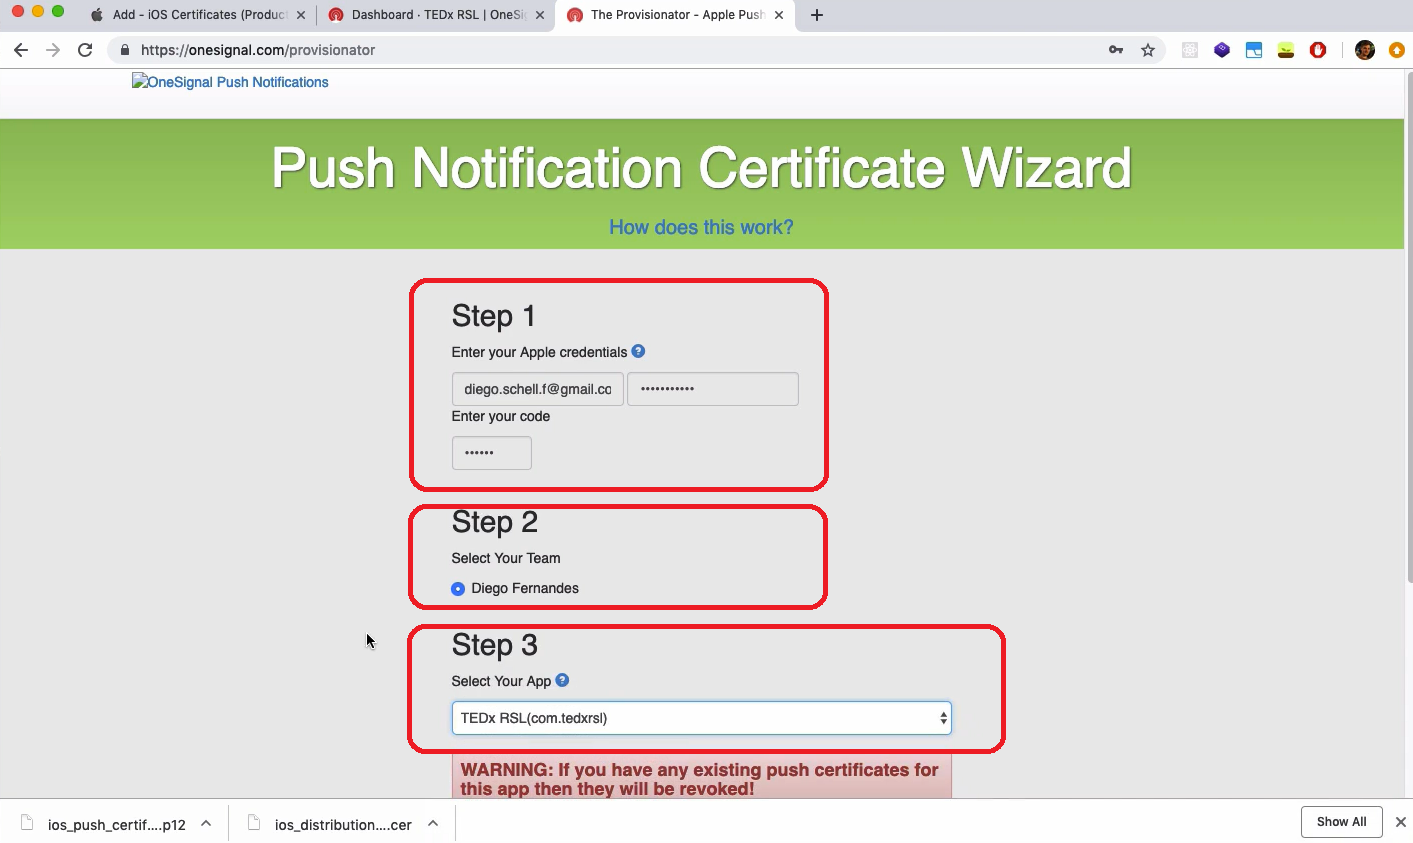 Add - iOS Certificates (Product
Dashboard · TEDx RSL | OneSi
The Provisionator - Apple Push
https://onesignal.com/provisionator
OneSignal Push Notifications
Push Notification Certificate Wizard
How does this work?
Step 1
Enter your Apple credentials ?
diego.schell.f@gmail.co •••••••••••
Enter your code
••••••
Step 2
Select Your Team
Diego Fernandes
Step 3
Select Your App ?
TEDx RSL(com.tedxrsl)
WARNING: If you have any existing push certificates for
this app then they will be revoked!
ios_push_certif....p12
ios_distribution....cer
Show All